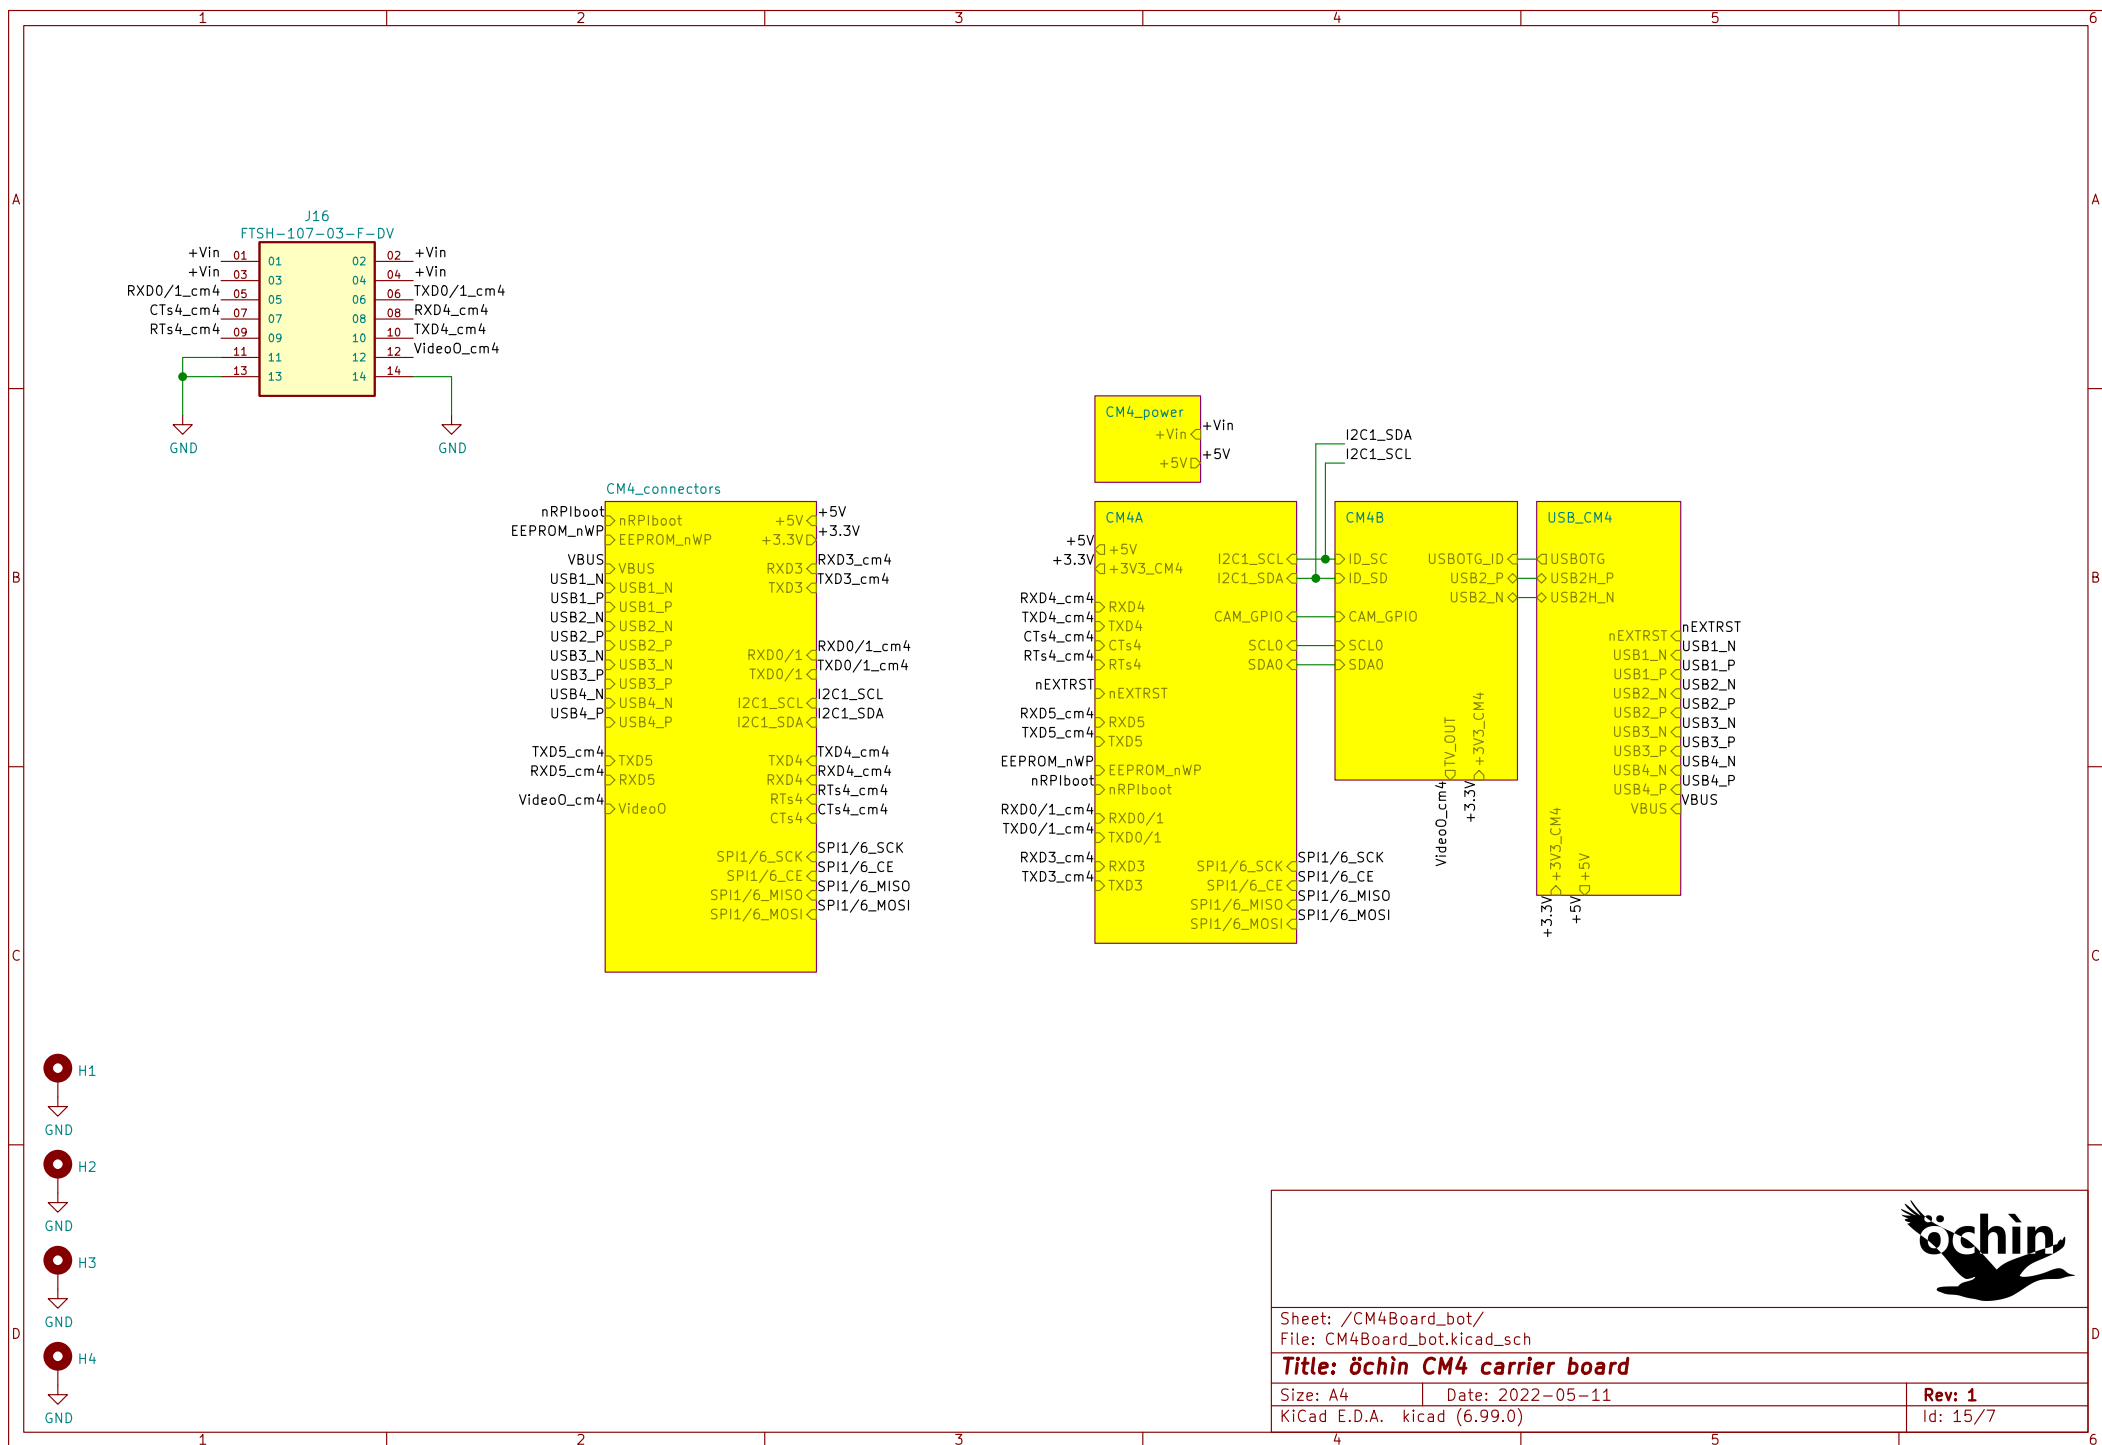 1 2 3 4 5 6
A A
J16
FTSH-107-03-F-DV
+Vin 01 01 02 02 +Vin
+Vin 03 03 04 04 +Vin
RXD0/1_cm4 05 05 06 06 TXD0/1_cm4
CTs4_cm4 07 07 08 08 RXD4_cm4
RTs4_cm4 09 09 10 10 TXD4_cm4
11 11 12 12 VideoO_cm4
13 13 14 14
GND GND
CM4_power
+Vin +Vin
+5V +5V
I2C1_SDA
I2C1_SCL
CM4_connectors
nRPIboot nRPIboot
EEPROM_nWP EEPROM_nWP
VBUS VBUS
USB1_N USB1_N
USB1_P USB1_P
USB2_N USB2_N
USB2_P USB2_P
USB3_N USB3_N
USB3_P USB3_P
USB4_N USB4_N
USB4_P USB4_P
TXD5_cm4 TXD5
RXD5_cm4 RXD5
VideoO_cm4 VideoO
+5V +5V
+3.3V +3.3V
RXD3 RXD3_cm4
TXD3 TXD3_cm4
RXD0/1 RXD0/1_cm4
TXD0/1 TXD0/1_cm4
I2C1_SCL I2C1_SCL
I2C1_SDA I2C1_SDA
TXD4 TXD4_cm4
RXD4 RXD4_cm4
RTs4 RTs4_cm4
CTs4 CTs4_cm4
SPI1/6_SCK SPI1/6_SCK
SPI1/6_CE SPI1/6_CE
SPI1/6_MISO SPI1/6_MISO
SPI1/6_MOSI SPI1/6_MOSI
CM4A
+5V +5V
+3.3V +3V3_CM4
RXD4_cm4 RXD4
TXD4_cm4 TXD4
CTs4_cm4 CTs4
RTs4_cm4 RTs4
nEXTRST nEXTRST
RXD5_cm4 RXD5
TXD5_cm4 TXD5
EEPROM_nWP EEPROM_nWP
nRPIboot nRPIboot
RXD0/1_cm4 RXD0/1
TXD0/1_cm4 TXD0/1
RXD3_cm4 RXD3
TXD3_cm4 TXD3
I2C1_SCL
I2C1_SDA
CAM_GPIO
SCL0
SDA0
SPI1/6_SCK SPI1/6_SCK
SPI1/6_CE SPI1/6_CE
SPI1/6_MISO SPI1/6_MISO
SPI1/6_MOSI SPI1/6_MOSI
CM4B
ID_SC USBOTG_ID
ID_SD USB2_P
USB2_N
CAM_GPIO
SCL0
SDA0
TV_OUT VideoO_cm4
+3V3_CM4 +3.3V
USB_CM4
USBOTG
USB2H_P
USB2H_N
nEXTRST nEXTRST
USB1_N USB1_N
USB1_P USB1_P
USB2_N USB2_N
USB2_P USB2_P
USB3_N USB3_N
USB3_P USB3_P
USB4_N USB4_N
USB4_P USB4_P
VBUS VBUS
+3V3_CM4 +3.3V
+5V +5V
B B
C C
H1
GND
H2
GND
H3
GND
H4
GND
öchìn
Sheet: /CM4Board_bot/
File: CM4Board_bot.kicad_sch
Title: öchìn CM4 carrier board
Size: A4 Date: 2022-05-11 Rev: 1
KiCad E.D.A. kicad (6.99.0) Id: 15/7
D D
1 2 3 4 5 6